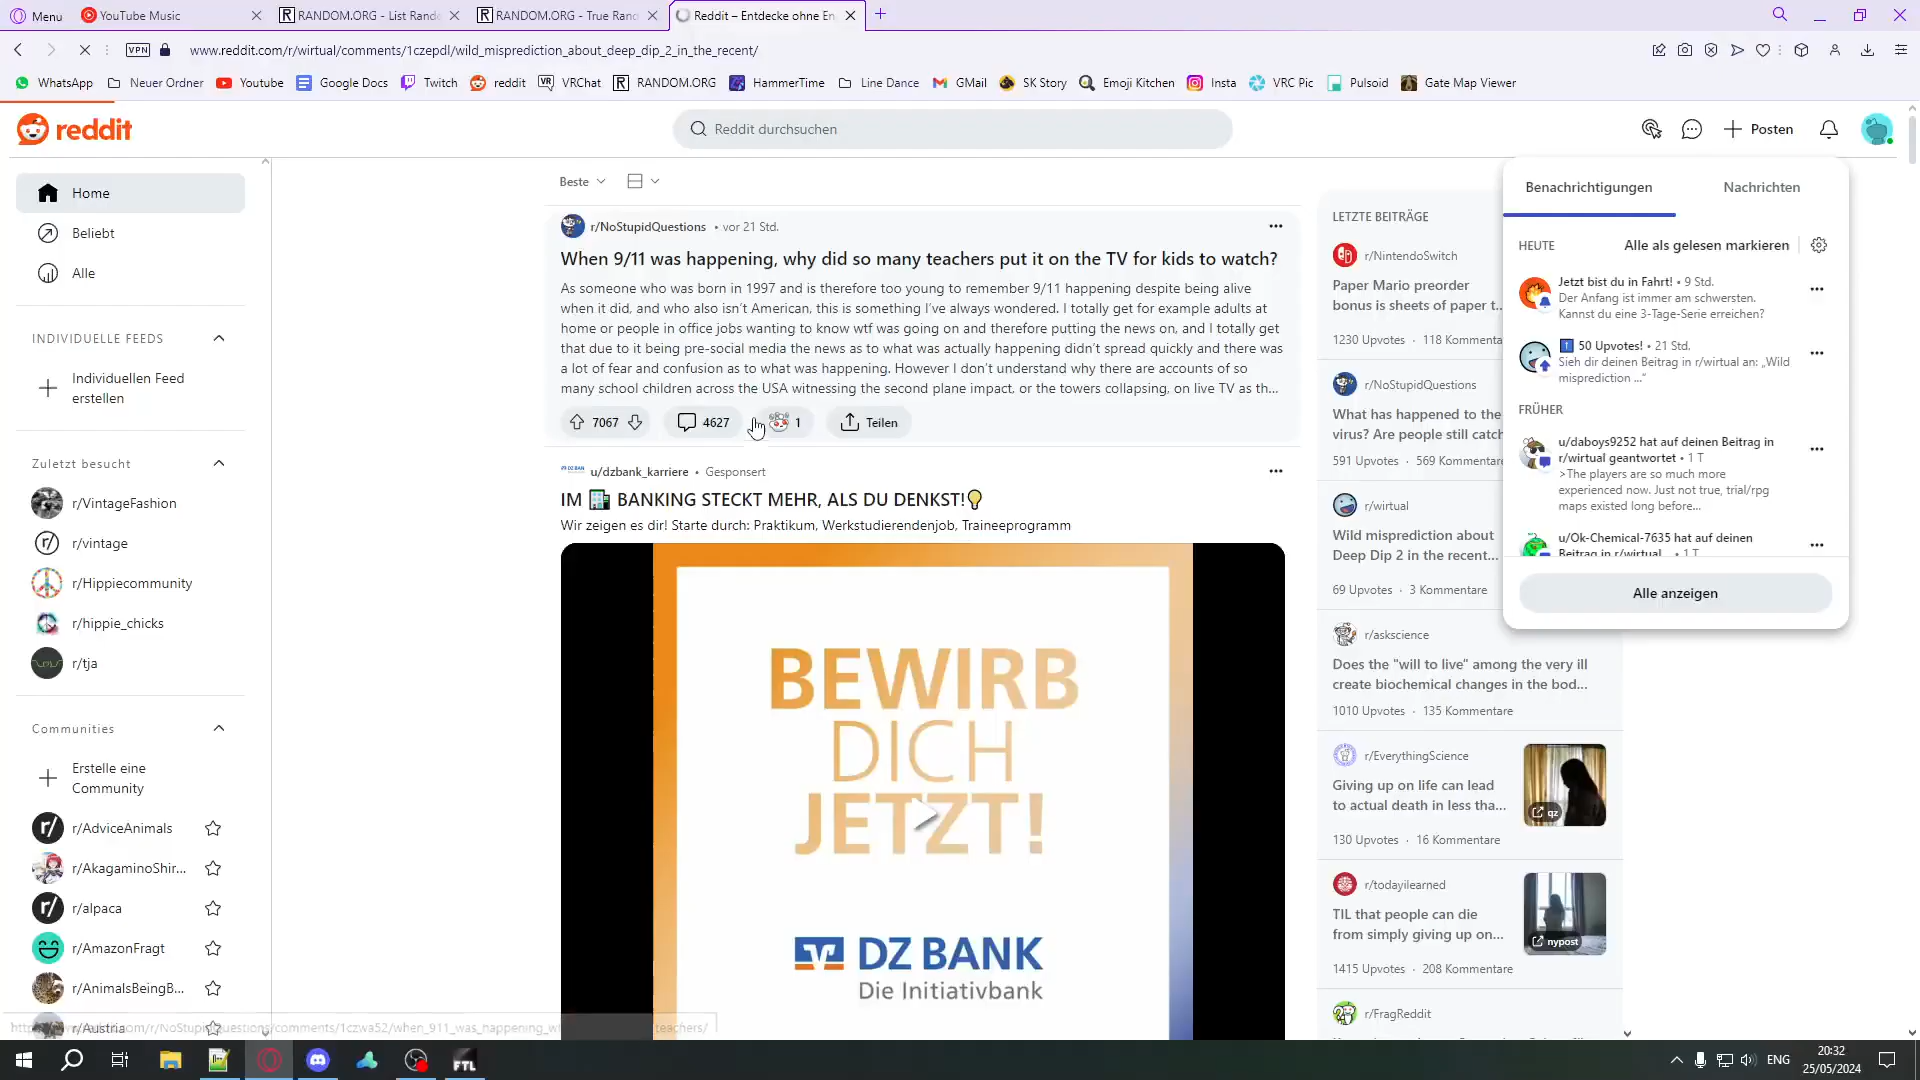 Menu
YouTube Music
RANDOM.ORG - List Rand
RANDOM.ORG - True Ran
Reddit – Entdecke ohne En
VPN
www.reddit.com/r/wirtual/comments/1czepdl/wild_misprediction_about_deep_dip_2_in_the_recent/
WhatsApp
Neuer Ordner
Youtube
Google Docs
Twitch
reddit
VRChat
RANDOM.ORG
HammerTime
Line Dance
GMail
SK Story
Emoji Kitchen
Insta
VRC Pic
Pulsoid
Gate Map Viewer
reddit
Reddit durchsuchen
Posten
Home
Beliebt
Alle
INDIVIDUELLE FEEDS
Individuellen Feed
erstellen
Zuletzt besucht
r/VintageFashion
r/vintage
r/Hippiecommunity
r/hippie_chicks
r/tja
Communities
Erstelle eine
Community
r/AdviceAnimals
r/AkagaminoShir...
r/alpaca
r/AmazonFragt
r/AnimalsBeingB...
r/Austria
Beste
r/NoStupidQuestions • vor 21 Std.
When 9/11 was happening, why did so many teachers put it on the TV for kids to watch?
As someone who was born in 1997 and is therefore too young to remember 9/11 happening despite being alive
when it did, and who also isn't American, this is something I've always wondered. I totally get for example adults at
home or people in office jobs wanting to know wtf was going on and therefore putting the news on, and I totally get
that due to it being pre-social media the news as to what was actually happening didn't spread quickly and there was
a lot of fear and confusion as to what was happening. However I don't understand why there are accounts of so
many school children across the USA witnessing the second plane impact, or the towers collapsing, on live TV as th...
7067
4627
1
Teilen
u/dzbank_karriere • Gesponsert
IM 🏢 BANKING STECKT MEHR, ALS DU DENKST!💡
Wir zeigen es dir! Starte durch: Praktikum, Werkstudierendenjob, Traineeprogramm
BEWIRB
DICH
JETZT!
DZ BANK
Die Initiativbank
LETZTE BEITRÄGE
r/NintendoSwitch
Paper Mario preorder
bonus is sheets of paper t...
1230 Upvotes · 118 Kommenta
r/NoStupidQuestions
What has happened to the
virus? Are people still catch
591 Upvotes · 569 Kommentare
r/wirtual
Wild misprediction about
Deep Dip 2 in the recent...
69 Upvotes · 3 Kommentare
r/askscience
Does the "will to live" among the very ill
create biochemical changes in the bod...
1010 Upvotes · 135 Kommentare
r/EverythingScience
Giving up on life can lead
to actual death in less tha...
qz
130 Upvotes · 16 Kommentare
r/todayilearned
TIL that people can die
from simply giving up on...
nypost
1415 Upvotes · 208 Kommentare
r/FragReddit
Benachrichtigungen
Nachrichten
HEUTE
Alle als gelesen markieren
Jetzt bist du in Fahrt! • 9 Std.
Der Anfang ist immer am schwersten.
Kannst du eine 3-Tage-Serie erreichen?
50 Upvotes! • 21 Std.
Sieh dir deinen Beitrag in r/wirtual an: „Wild
misprediction ...“
FRÜHER
u/daboys9252 hat auf deinen Beitrag in
r/wirtual geantwortet • 1 T
>The players are so much more
experienced now. Just not true, trial/rpg
maps existed long before...
u/Ok-Chemical-7635 hat auf deinen
Beitrag in r/wirtual... • 1 T
Alle anzeigen
FTL
ENG
20:32
25/05/2024